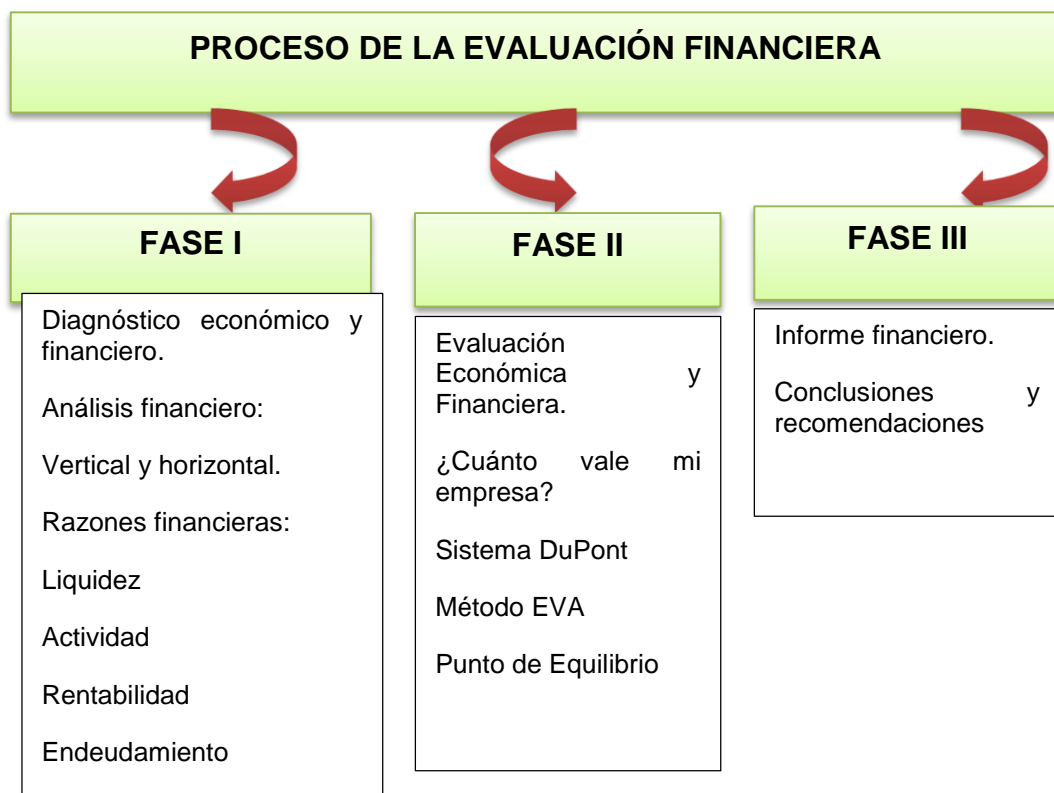 PROCESO DE LA EVALUACIÓN FINANCIERA
FASE I
Diagnóstico económico y
financiero.
Análisis financiero:
Vertical y horizontal.
Razones financieras:
Liquidez
Actividad
Rentabilidad
Endeudamiento
FASE II
Evaluación
Económica y
Financiera.
¿Cuánto vale mi
empresa?
Sistema DuPont
Método EVA
Punto de Equilibrio
FASE III
Informe financiero.
Conclusiones y
recomendaciones